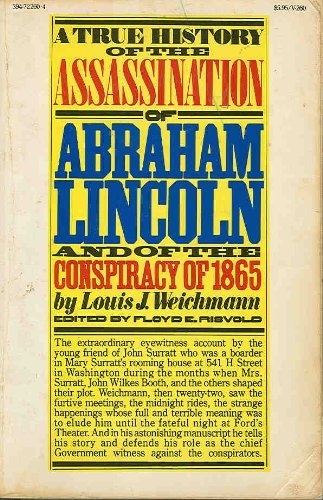 394-72260-4
$5.95/V-260
A TRUE HISTORY
OF THE
ASSASSINATION
OF
ABRAHAM
LINCOLN
AND OF THE
CONSPIRACY OF 1865
by Louis J. Weichmann
EDITED BY FLOYD E. RISVOLD
The extraordinary eyewitness account by the
young friend of John Surratt who was a boarder
in Mary Surratt's rooming house at 541 H Street
in Washington during the months when Mrs.
Surratt, John Wilkes Booth, and the others shaped
their plot. Weichmann, then twenty-two, saw the
furtive meetings, the midnight rides, the strange
happenings whose full and terrible meaning was
to elude him until the fateful night at Ford's
Theater. And in his astonishing manuscript he tells
his story and defends his role as the chief
Government witness against the conspirators.